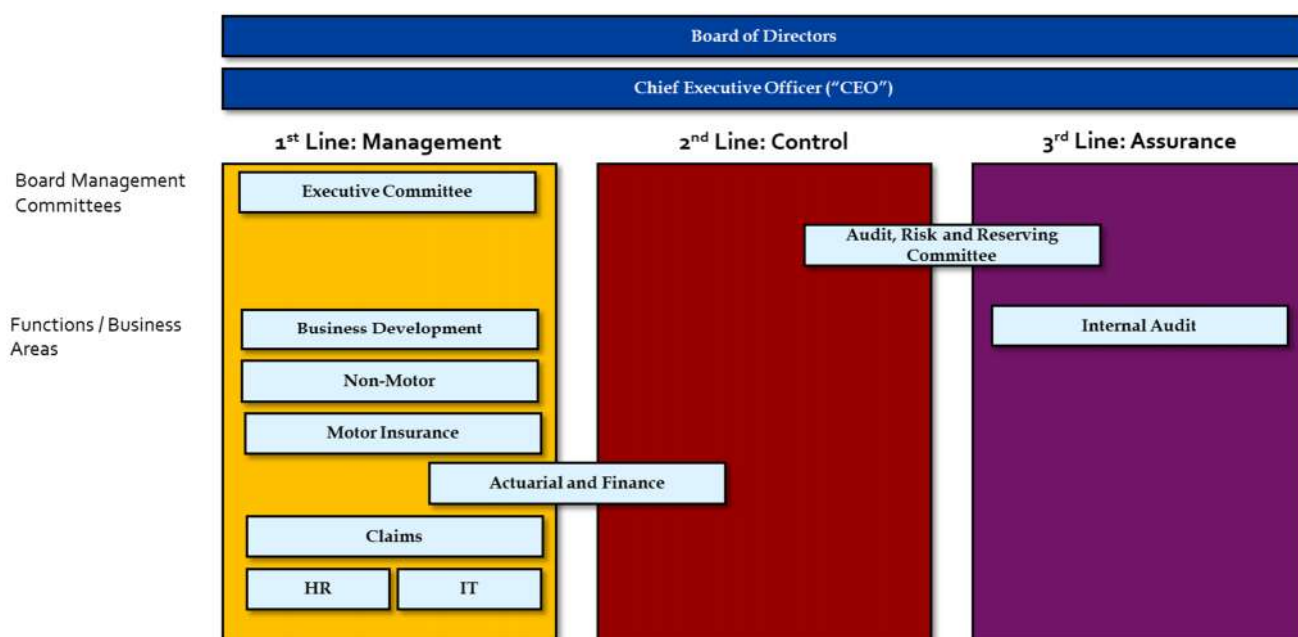 Board of Directors
Chief Executive Officer (“CEO”)
1st Line: Management
2nd Line: Control
3rd Line: Assurance
Board Management
Committees
Executive Committee
Audit, Risk and Reserving
Committee
Functions / Business
Areas
Business Development
Internal Audit
Non-Motor
Motor Insurance
Actuarial and Finance
Claims
HR
IT